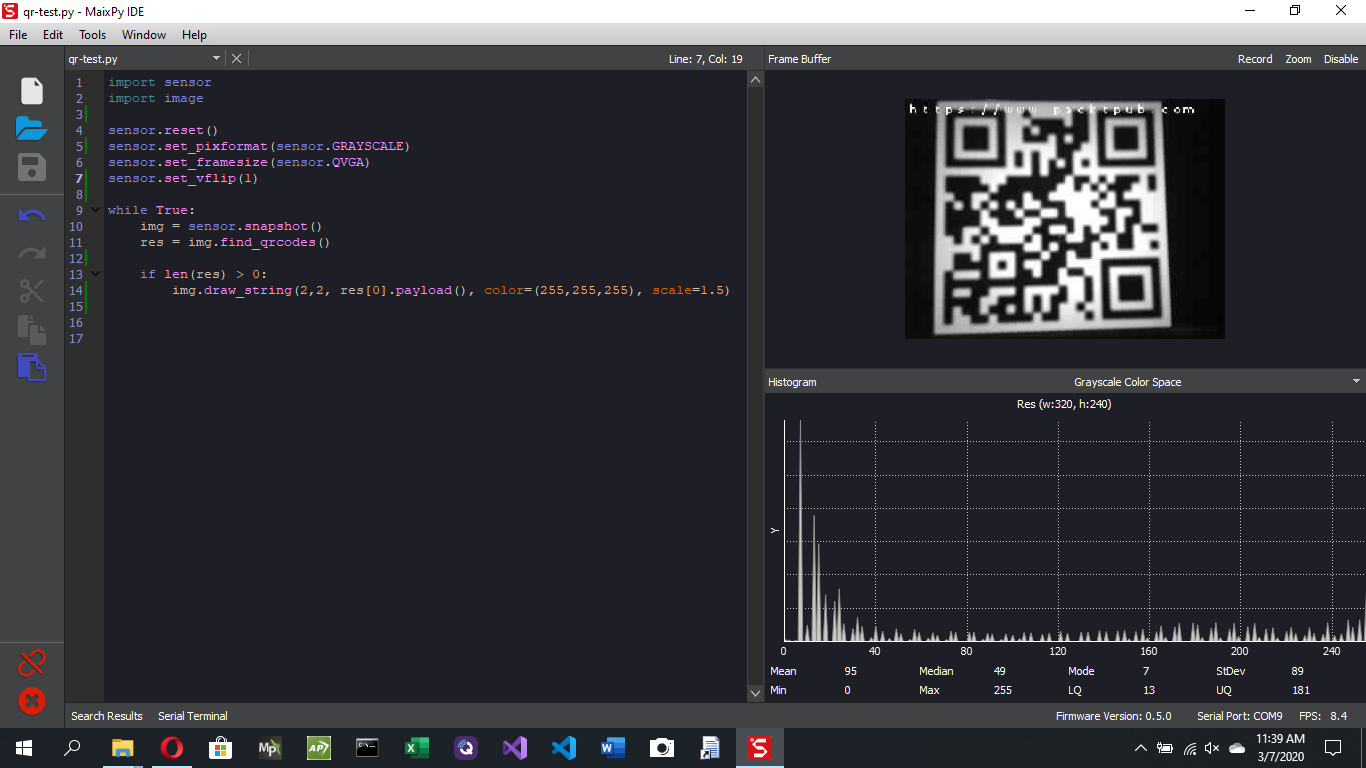 qr-test.py - MaixPy IDE
File Edit Tools Window Help
qr-test.py
Line: 7, Col: 19
Frame Buffer
Record Zoom Disable
1 import sensor
2 import image
3
4 sensor.reset()
5 sensor.set_pixformat(sensor.GRAYSCALE)
6 sensor.set_framesize(sensor.QVGA)
7 sensor.set_vflip(1)
8
9 while True:
10 img = sensor.snapshot()
11 res = img.find_qrcodes()
12
13 if len(res) > 0:
14 img.draw_string(2,2, res[0].payload(), color=(255,255,255), scale=1.5)
15
16
17
https://www.packtpub.com
Histogram
Grayscale Color Space
Res (w:320, h:240)
Y
0 40 80 120 160 200 240
Mean 95 Median 49 Mode 7 StDev 89
Min 0 Max 255 LQ 13 UQ 181
Search Results Serial Terminal
Firmware Version: 0.5.0 Serial Port: COM9 FPS: 8.4
11:39 AM
3/7/2020